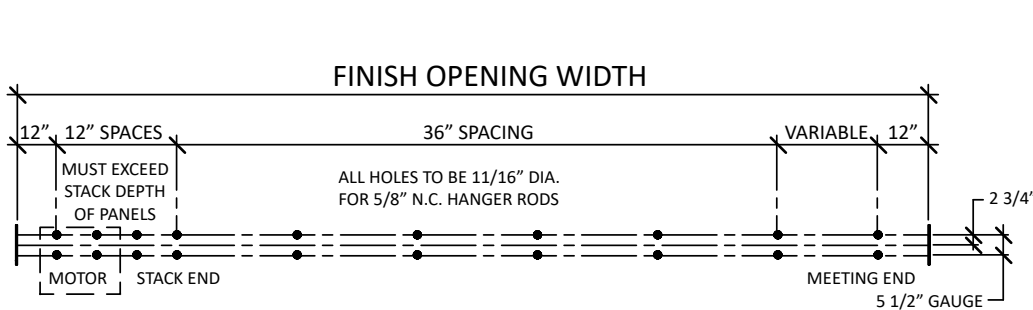 FINISH OPENING WIDTH
12” 12” SPACES 36” SPACING VARIABLE 12”
MUST EXCEED
STACK DEPTH
OF PANELS
ALL HOLES TO BE 11/16” DIA.
FOR 5/8” N.C. HANGER RODS
2 3/4”
MOTOR STACK END MEETING END
5 1/2” GAUGE